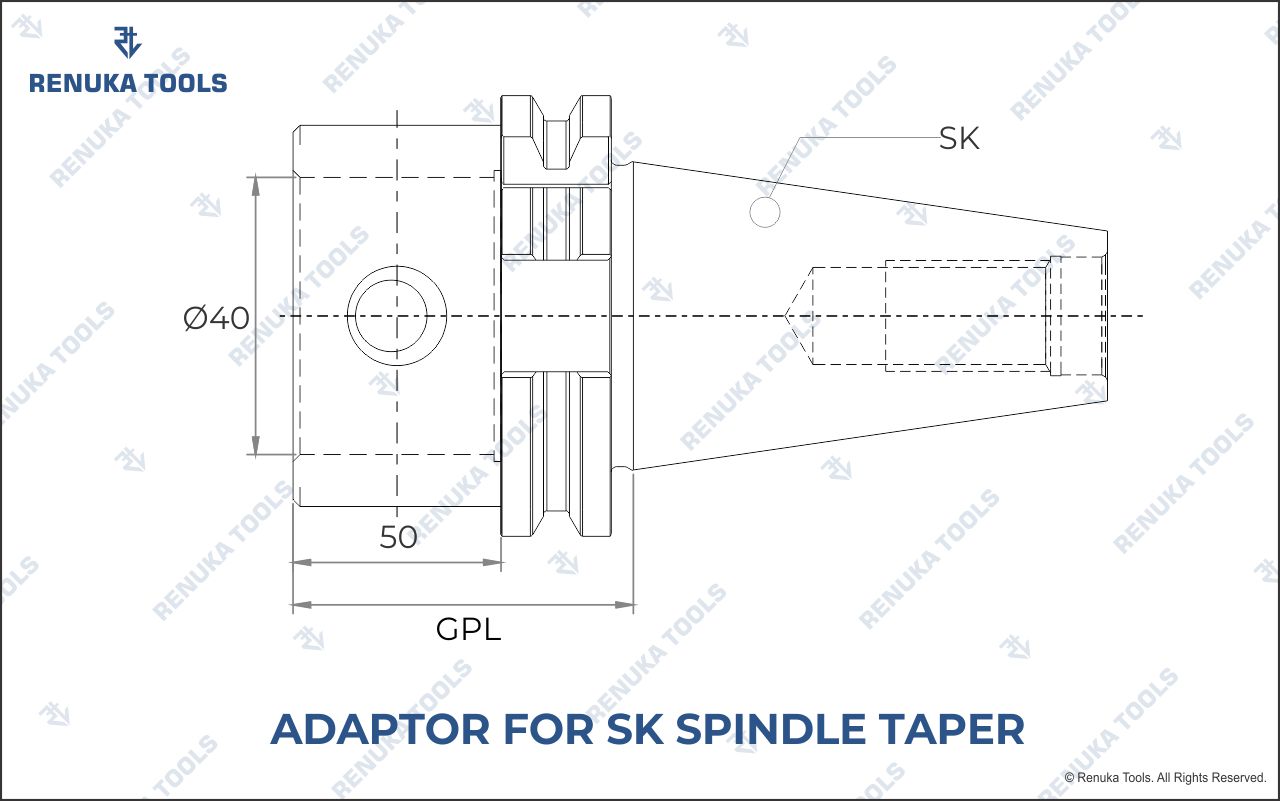 RENUKA TOOLS
SK
Ø40
50
GPL
ADAPTOR FOR SK SPINDLE TAPER
© Renuka Tools. All Rights Reserved.